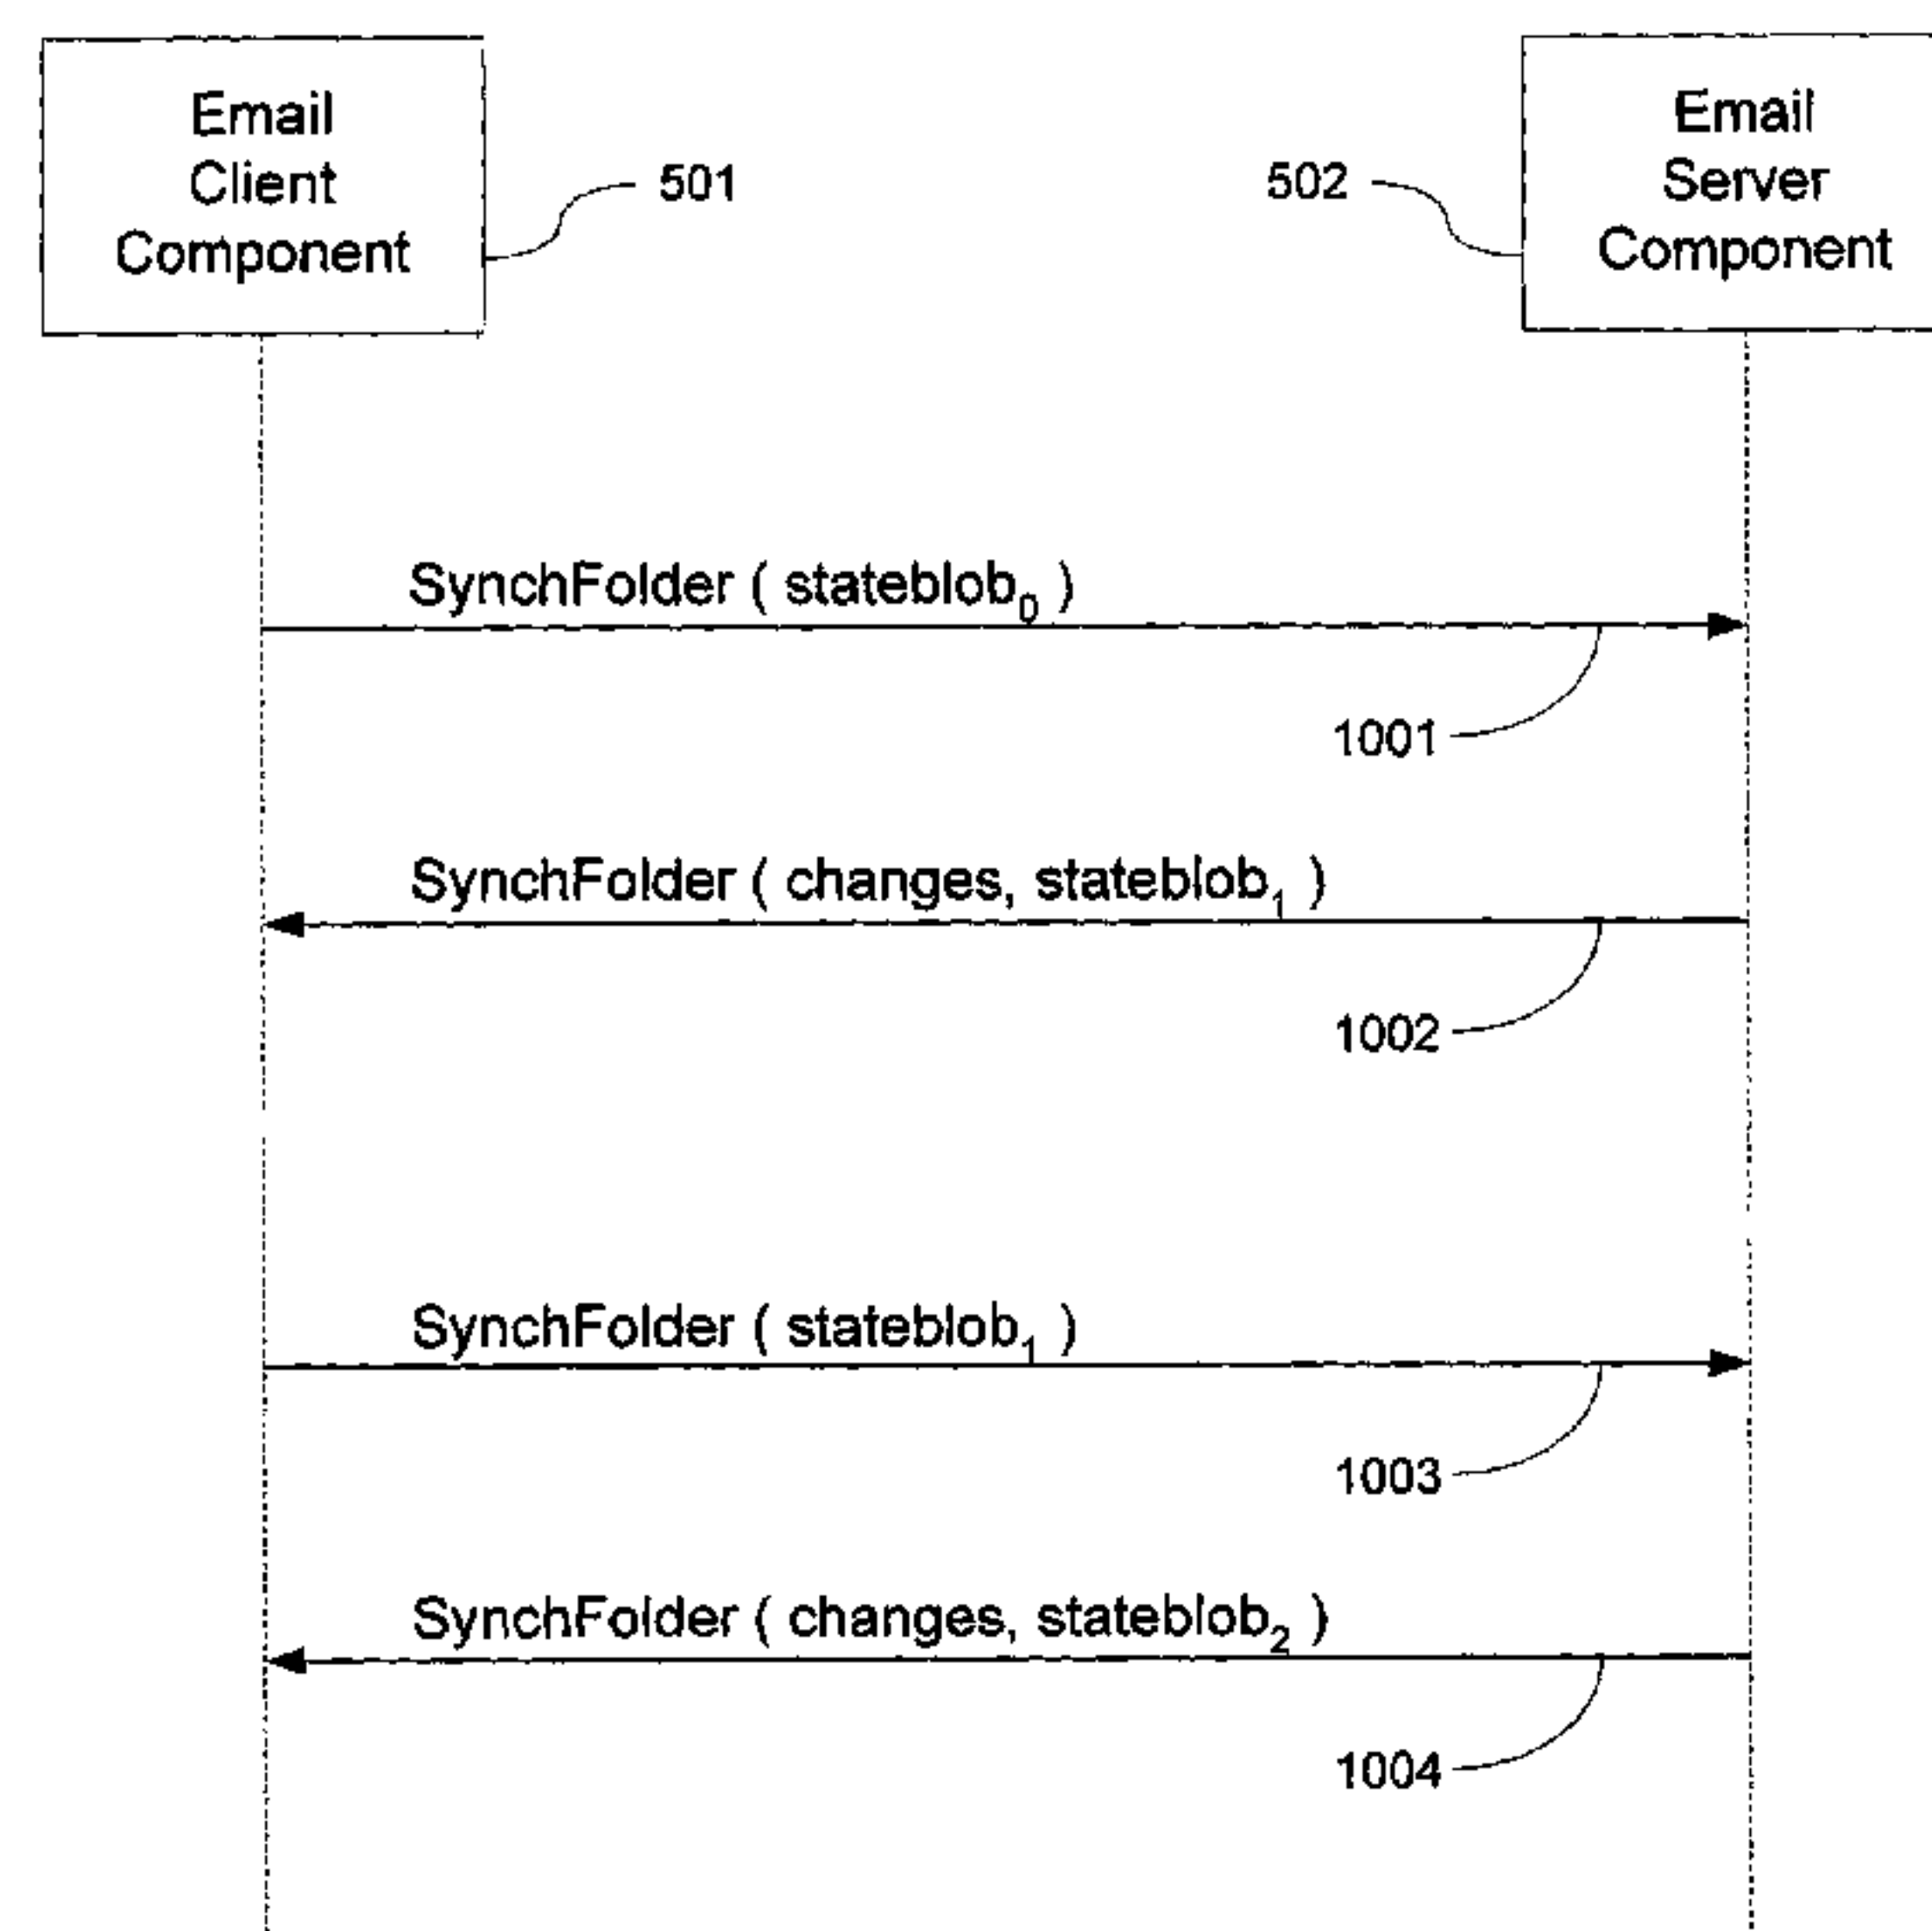 Email
Client
Component
501
502
Email
Server
Component
SynchFolder ( stateblob₀ )
1001
SynchFolder ( changes, stateblob₁ )
1002
SynchFolder ( stateblob₁ )
1003
SynchFolder ( changes, stateblob₂ )
1004